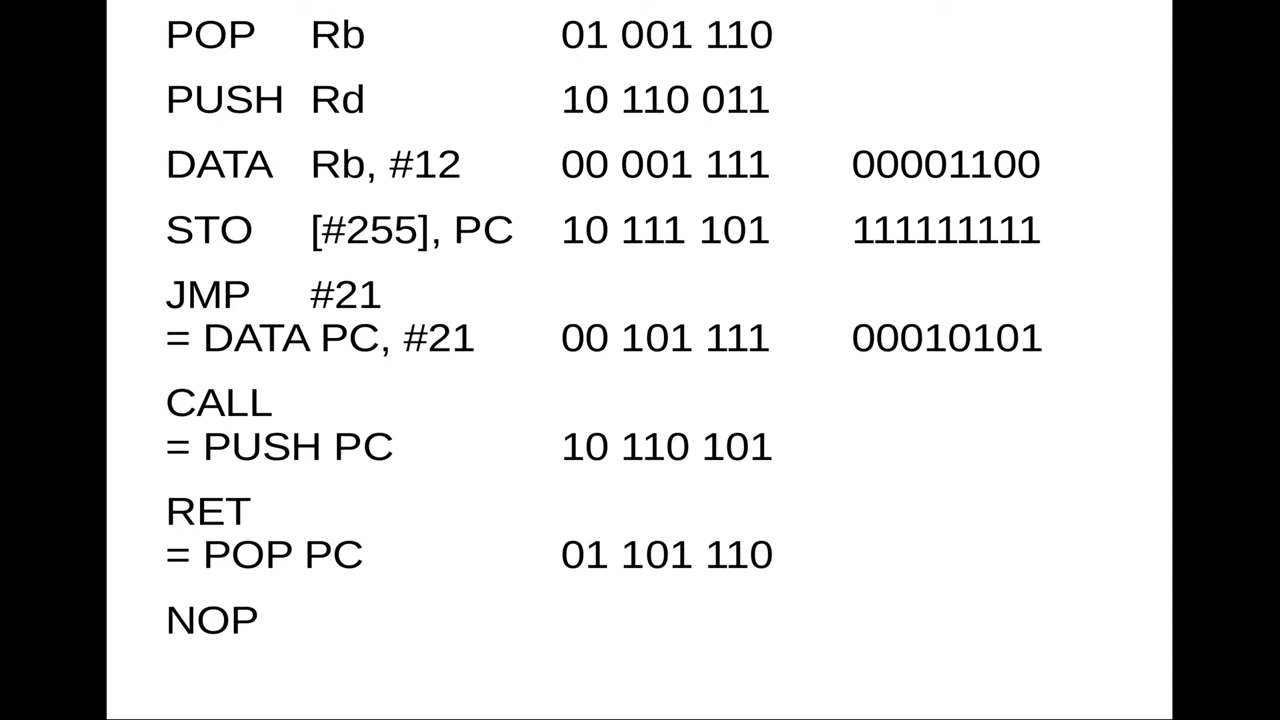 POP Rb 01 001 110
PUSH Rd 10 110 011
DATA Rb, #12 00 001 111 00001100
STO [#255], PC 10 111 101 111111111
JMP #21
= DATA PC, #21 00 101 111 00010101
CALL
= PUSH PC 10 110 101
RET
= POP PC 01 101 110
NOP